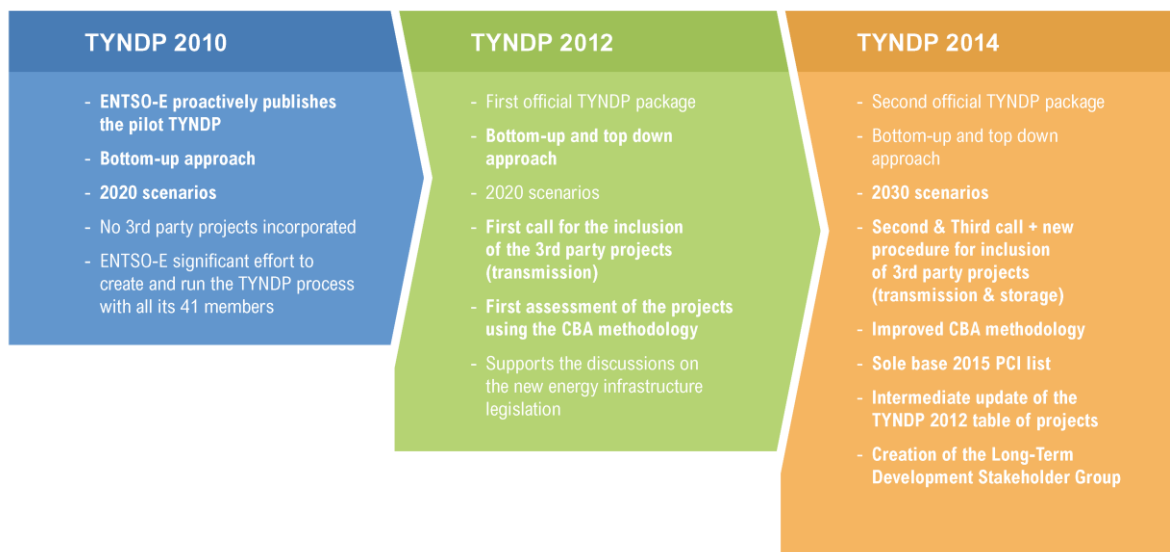 TYNDP 2010
- ENTSO-E proactively publishes
the pilot TYNDP
- Bottom-up approach
- 2020 scenarios
- No 3rd party projects incorporated
- ENTSO-E significant effort to
create and run the TYNDP process
with all its 41 members
TYNDP 2012
- First official TYNDP package
- Bottom-up and top down
approach
- 2020 scenarios
- First call for the inclusion
of the 3rd party projects
(transmission)
- First assessment of the projects
using the CBA methodology
- Supports the discussions on
the new energy infrastructure
legislation
TYNDP 2014
- Second official TYNDP package
- Bottom-up and top down
approach
- 2030 scenarios
- Second & Third call + new
procedure for inclusion
of 3rd party projects
(transmission & storage)
- Improved CBA methodology
- Sole base 2015 PCI list
- Intermediate update of the
TYNDP 2012 table of projects
- Creation of the Long-Term
Development Stakeholder Group